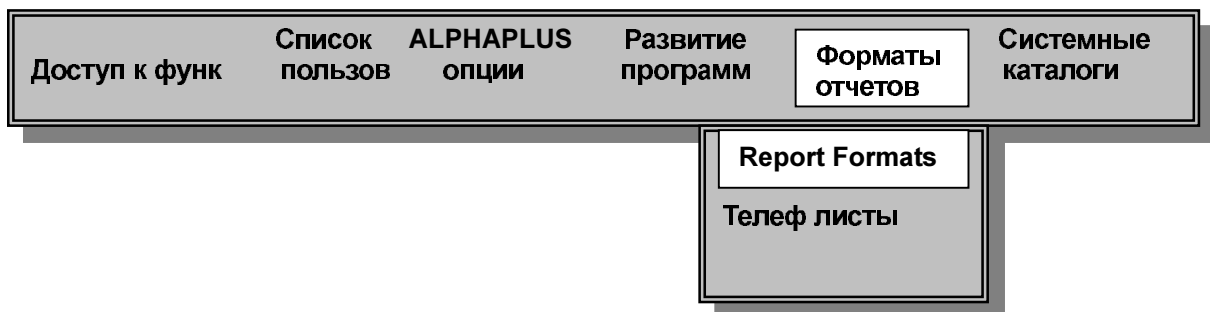 Доступ к функ
Список
пользов
ALPHAPLUS
опции
Развитие
программ
Форматы
отчетов
Системные
каталоги
Report Formats
Телеф листы